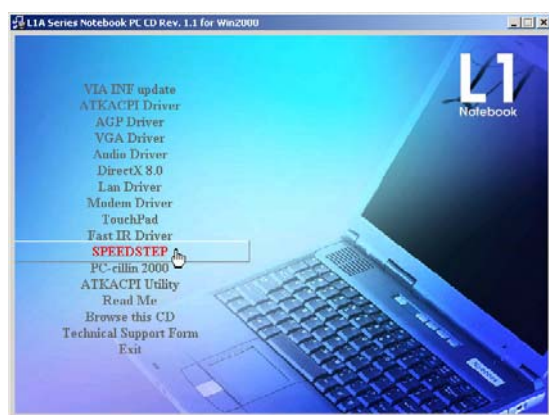 L1A Series Notebook PC CD Rev. 1.1 for Win2000
L1
Notebook
VIA INF update
ATKACPI Driver
AGP Driver
VGA Driver
Audio Driver
DirectX 8.0
Lan Driver
Modem Driver
TouchPad
Fast IR Driver
SPEEDSTEP
PC-cillin 2000
ATKACPI Utility
Read Me
Browse this CD
Technical Support Form
Exit